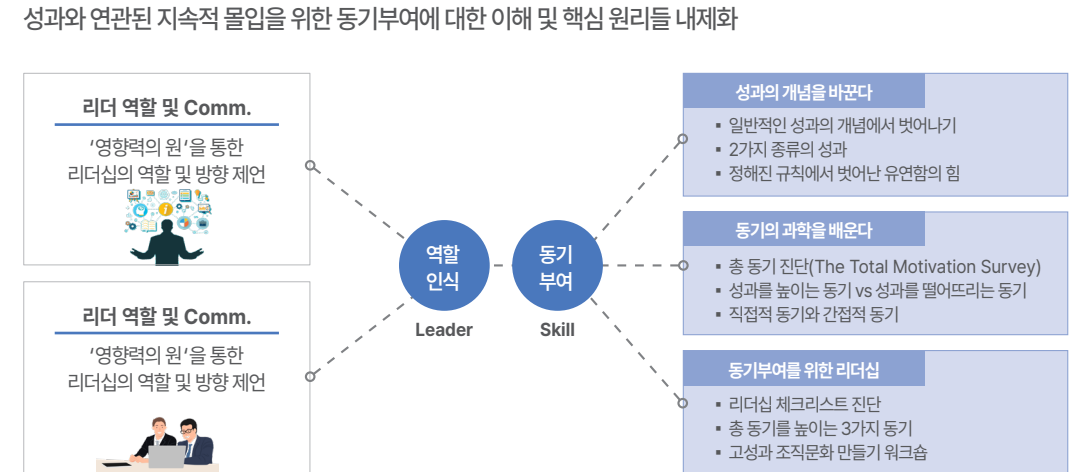 성과와 연관된 지속적 몰입을 위한 동기부여에 대한 이해 및 핵심 원리들 내제화
리더 역할 및 Comm.
‘영향력의 원‘을 통한
리더십의 역할 및 방향 제언
리더 역할 및 Comm.
‘영향력의 원‘을 통한
리더십의 역할 및 방향 제언
역할
인식
Leader
동기
부여
Skill
성과의 개념을 바꾼다
▪ 일반적인 성과의 개념에서 벗어나기
▪ 2가지 종류의 성과
▪ 정해진 규칙에서 벗어난 유연함의 힘
동기의 과학을 배운다
▪ 총 동기 진단(The Total Motivation Survey)
▪ 성과를 높이는 동기 vs 성과를 떨어뜨리는 동기
▪ 직접적 동기와 간접적 동기
동기부여를 위한 리더십
▪ 리더십 체크리스트 진단
▪ 총 동기를 높이는 3가지 동기
▪ 고성과 조직문화 만들기 워크숍